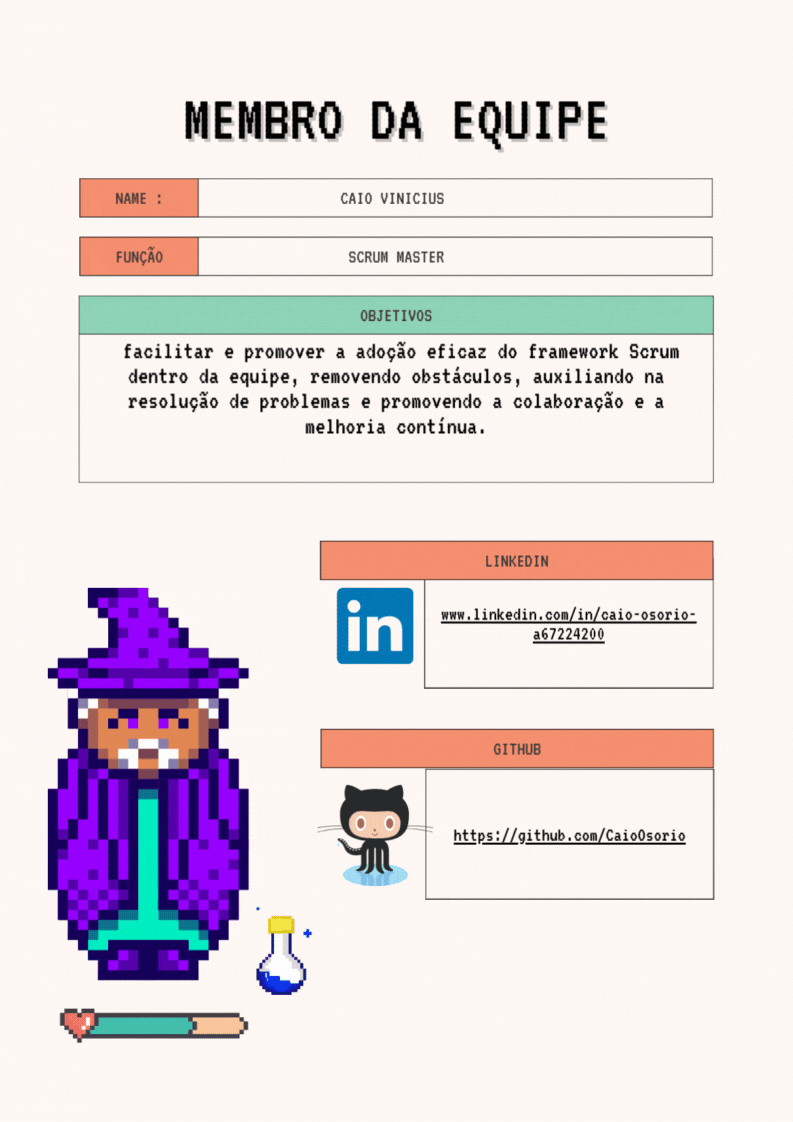 MEMBRO DA EQUIPE
NAME :
CAIO VINICIUS
FUNÇÃO
SCRUM MASTER
OBJETIVOS
facilitar e promover a adoção eficaz do framework Scrum
dentro da equipe, removendo obstáculos, auxiliando na
resolução de problemas e promovendo a colaboração e a
melhoria contínua.
LINKEDIN
in
www.linkedin.com/in/caio-osorio-
a67224200
GITHUB
https://github.com/CaioOsorio